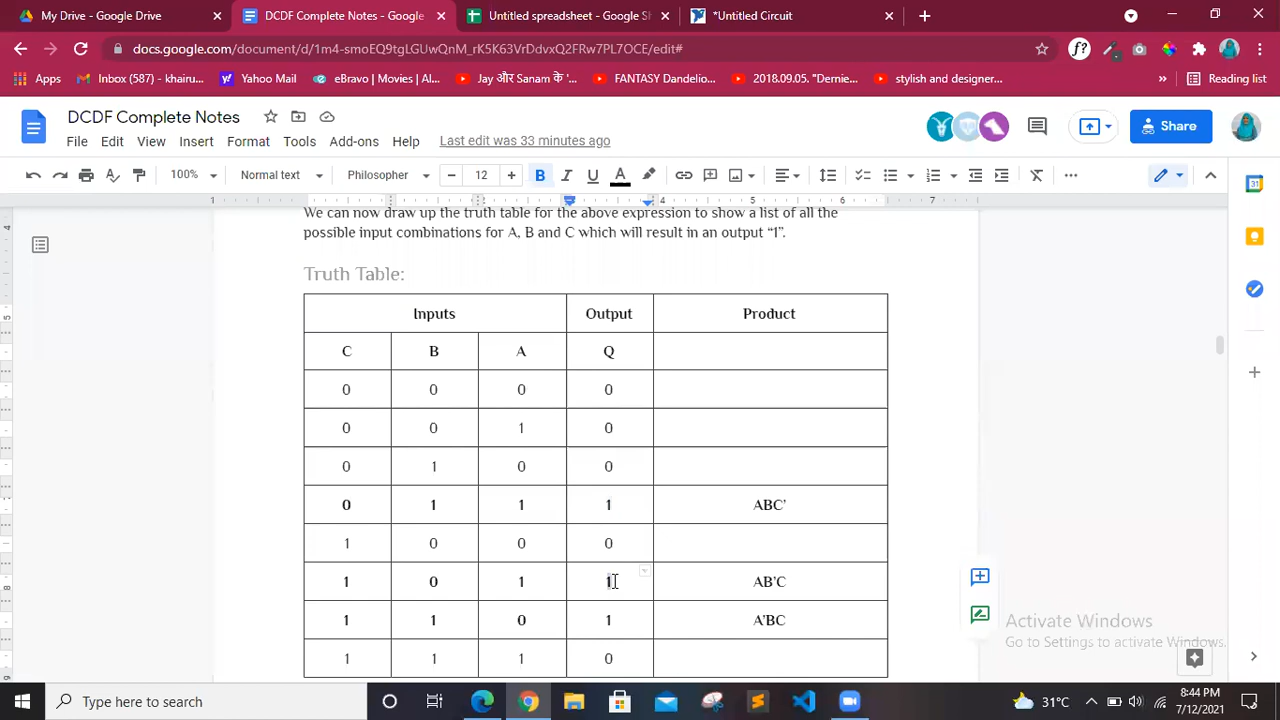 My Drive - Google Drive
DCDF Complete Notes - Google
Untitled spreadsheet - Google Sh
*Untitled Circuit
docs.google.com/document/d/1m4-smoEQ9tgLGUwQnM_rK5K63VrDdvxQ2FRw7PL7OCE/edit#
Apps
Inbox (587) - khairu...
Yahoo Mail
eBravo | Movies | Al...
Jay और Sanam के '...
FANTASY Dandelio...
2018.09.05. "Dernie...
stylish and designer...
Reading list
DCDF Complete Notes
Share
File Edit View Insert Format Tools Add-ons Help Last edit was 33 minutes ago
100% Normal text Philosopher 12 B I U A
1 4 5 6 7
We can now draw up the truth table for the above expression to show a list of all the
possible input combinations for A, B and C which will result in an output “1”.
Truth Table:
Inputs Output Product
C B A Q
0 0 0 0
0 0 1 0
0 1 0 0
0 1 1 1 ABC’
1 0 0 0
1 0 1 1 AB’C
1 1 0 1 A’BC
1 1 1 0
Activate Windows
Go to Settings to activate Windows.
Type here to search
31°C
8:44 PM
7/12/2021